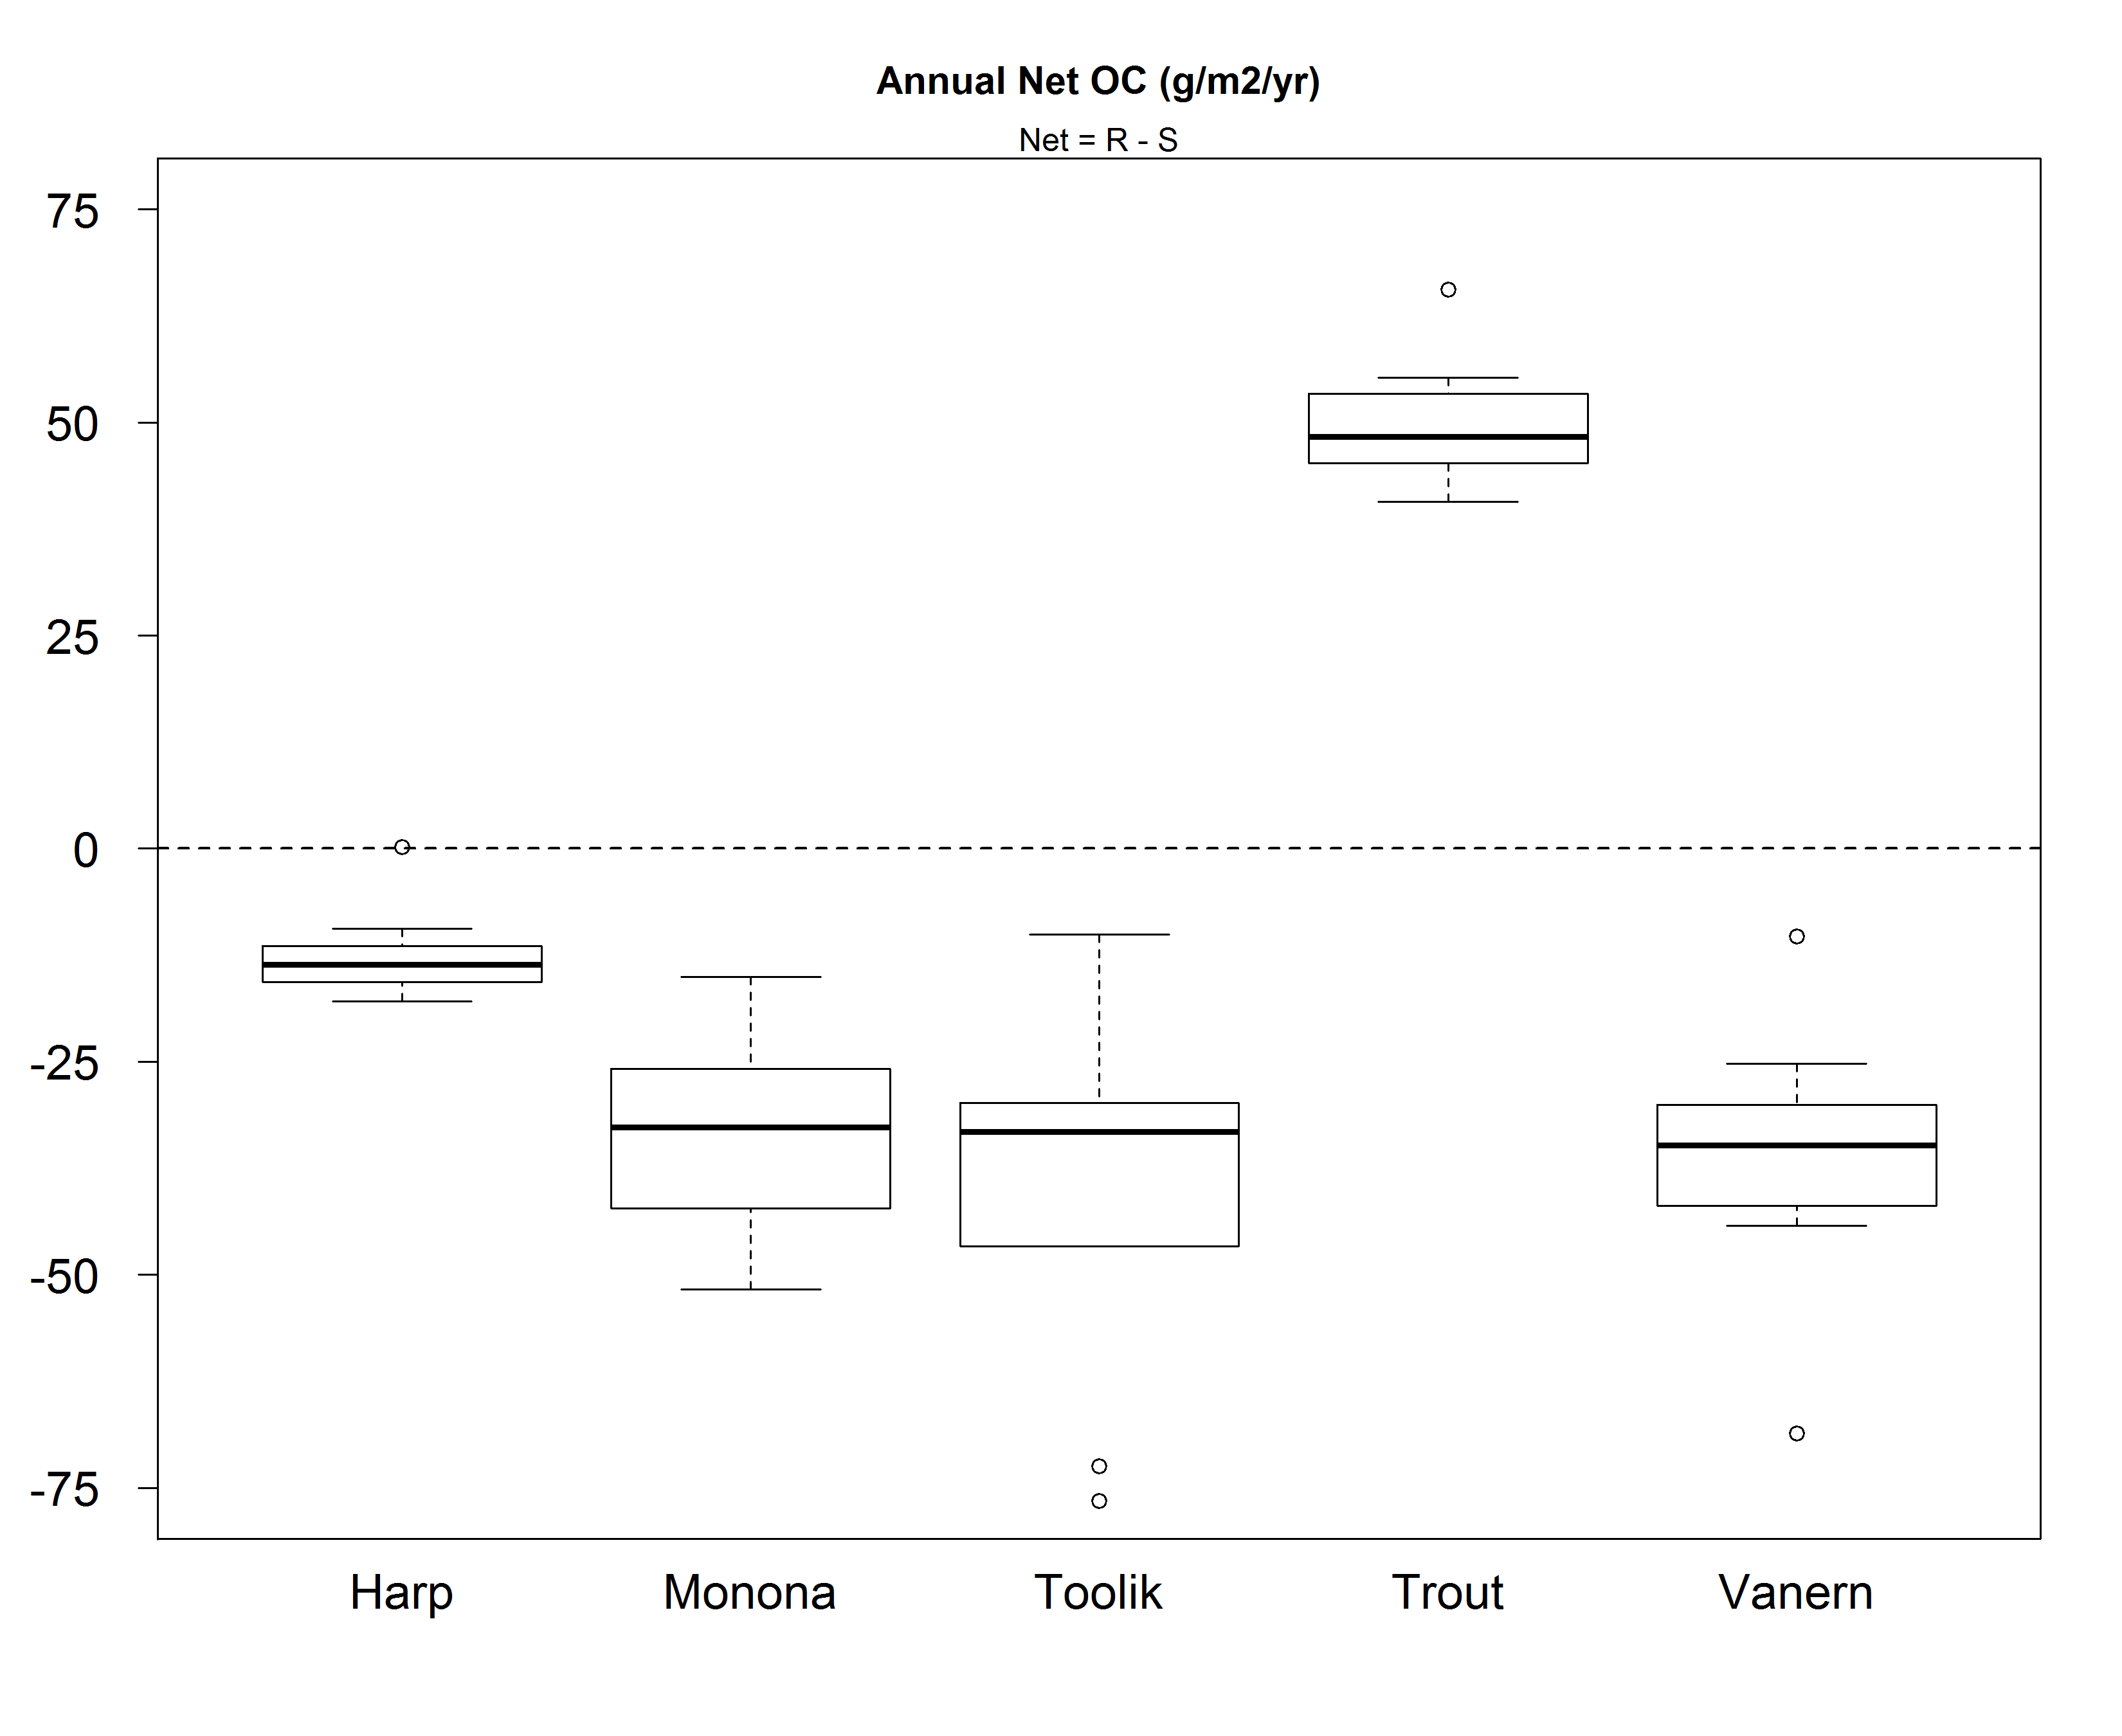 Annual Net OC (g/m2/yr)
Net = R - S
75
50
25
0
-25
-50
-75
Harp Monona Toolik Trout Vanern